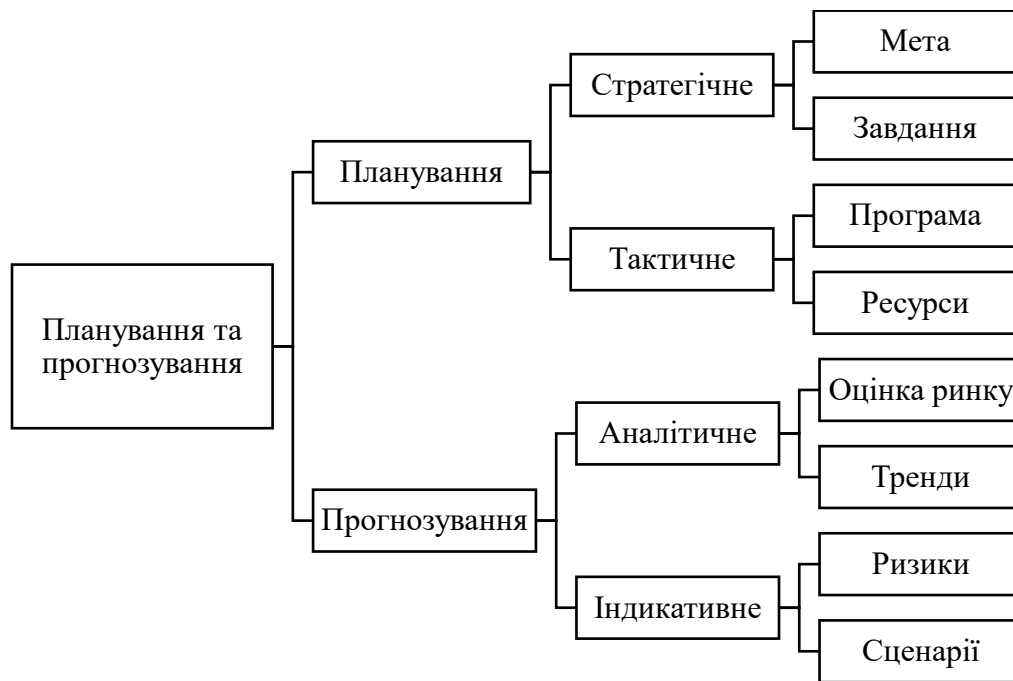 Мета
Стратегічне
Завдання
Планування
Програма
Тактичне
Ресурси
Планування та
прогнозування
Оцінка ринку
Аналітичне
Тренди
Прогнозування
Ризики
Індикативне
Сценарії